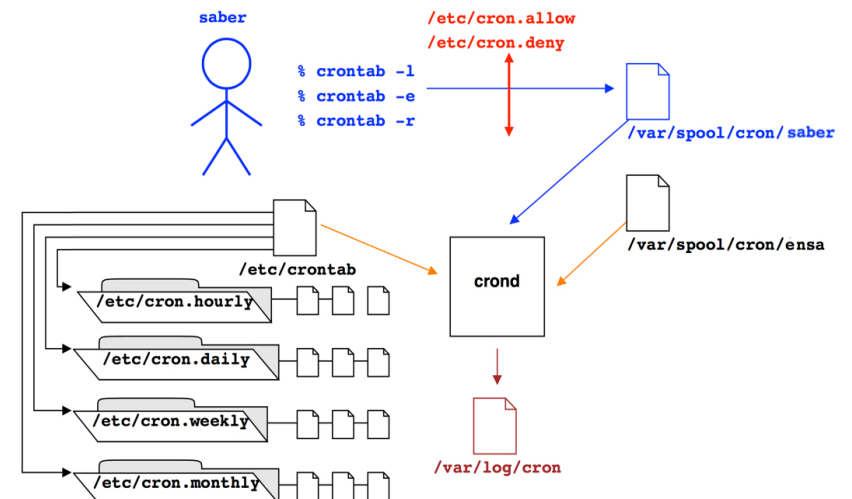 saber
/etc/cron.allow
/etc/cron.deny
% crontab -l
% crontab -e
% crontab -r
/var/spool/cron/saber
/var/spool/cron/ensa
/etc/crontab
crond
/etc/cron.hourly
/etc/cron.daily
/etc/cron.weekly
/etc/cron.monthly
/var/log/cron